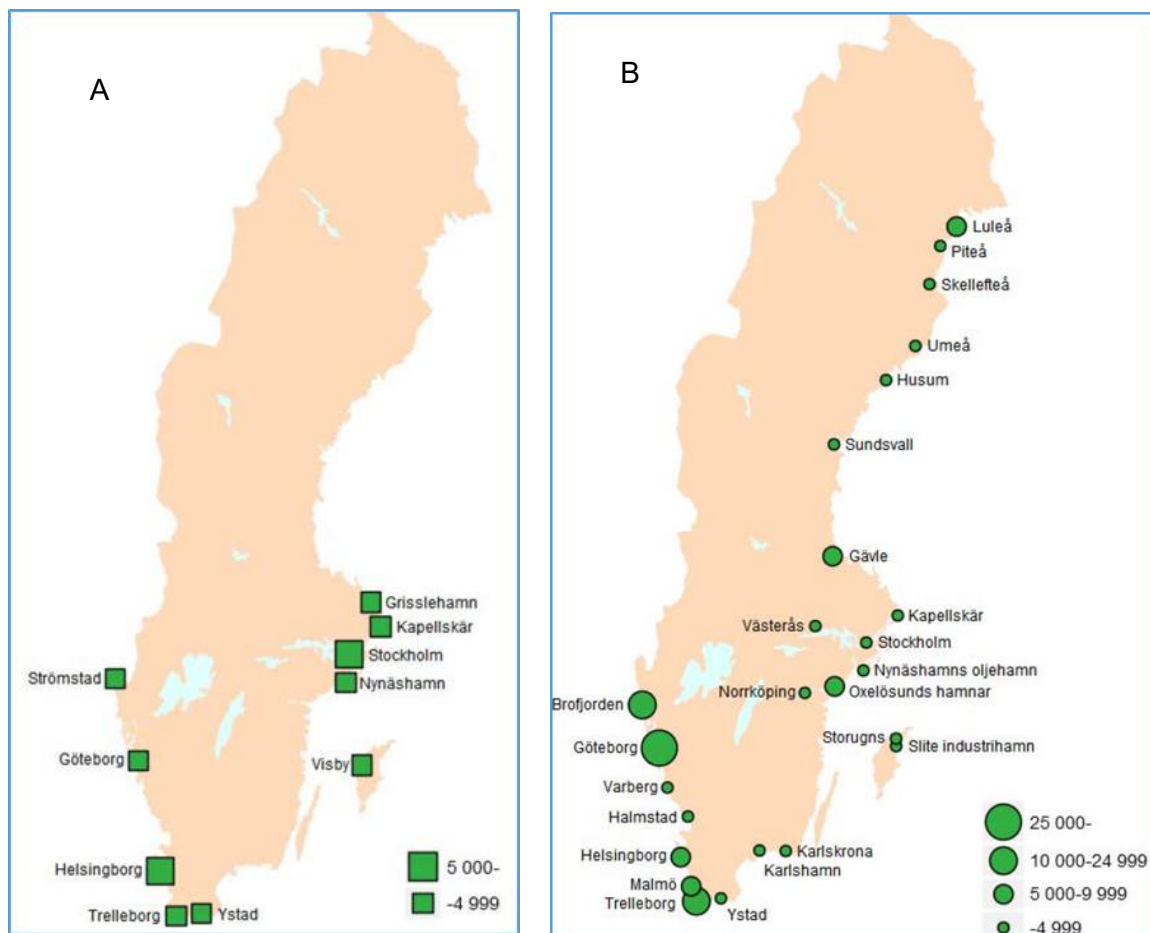 A
Grisslehamn
Kapellskär
Stockholm
Nynäshamn
Strömstad
Göteborg
Visby
Helsingborg
Trelleborg
Ystad
5 000-
-4 999
B
Luleå
Piteå
Skellefteå
Umeå
Husum
Sundsvall
Gävle
Kapellskär
Västerås
Stockholm
Nynäshamns oljehamn
Oxelösunds hamnar
Norrköping
Brofjorden
Storugns
Slite industrihamn
Göteborg
Varberg
Halmstad
Helsingborg
Karlskrona
Karlshamn
Malmö
Trelleborg
Ystad
25 000-
10 000-24 999
5 000-9 999
-4 999